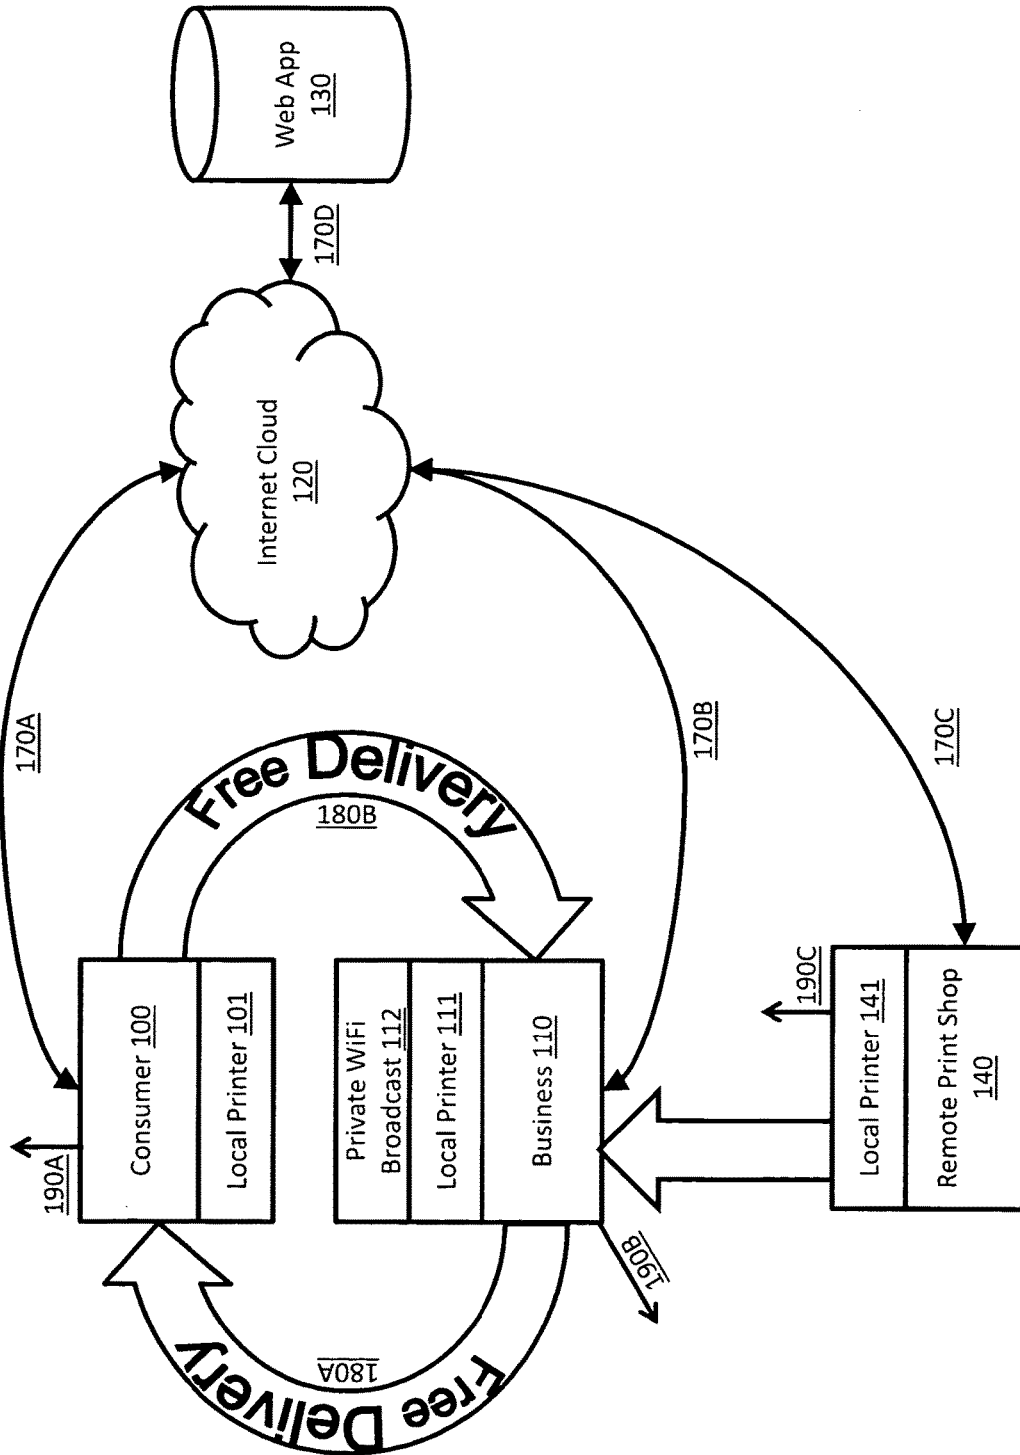 170A
190A
Consumer 100
Local Printer 101
Free Delivery
180A
Free Delivery
180B
Internet Cloud
120
Web App
130
170D
Private WiFi
Broadcast 112
Local Printer 111
Business 110
190B
170B
190C
Local Printer 141
Remote Print Shop
140
170C